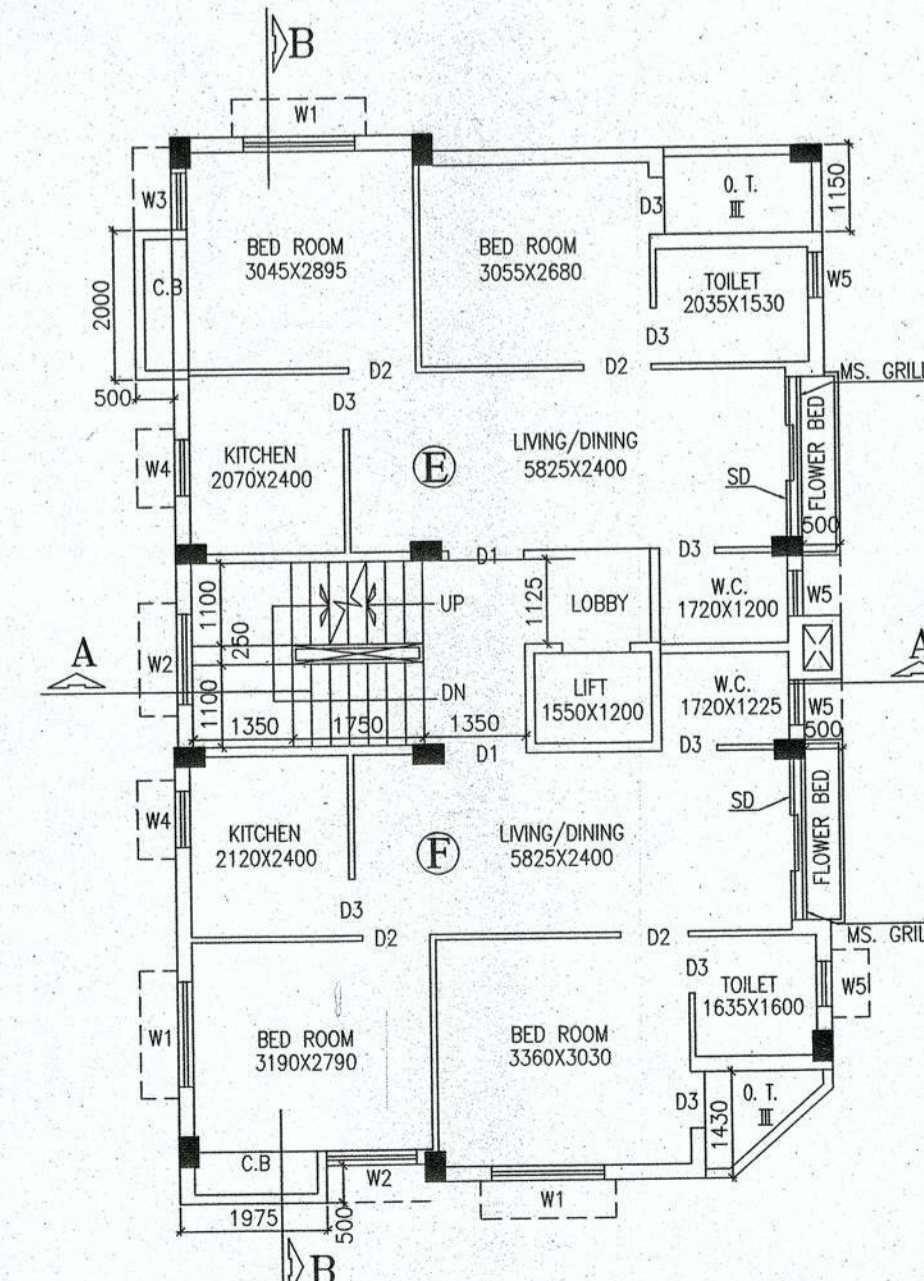 B
W1
W3
O. T.
III
1150
D3
BED ROOM
3045X2895
BED ROOM
3055X2680
TOILET
2035X1530
W5
C.B
2000
D3
D2
D2
MS. GRILL
500
D3
KITCHEN
2070X2400
LIVING/DINING
5825X2400
E
FLOWER BED
W4
SD
500
D1
D3
1100
1125
LOBBY
W.C.
1720X1200
W5
UP
250
A
W2
A
DN
LIFT
1550X1200
W.C.
1720X1225
W5
1100
1350
1750
1350
500
D1
D3
W4
KITCHEN
2120X2400
LIVING/DINING
5825X2400
F
SD
FLOWER BED
D3
D2
D2
MS. GRIL
D3
TOILET
1635X1600
W5
W1
BED ROOM
3190X2790
BED ROOM
3360X3030
D3
1430
O. T.
III
C.B
W2
W1
1975
500
B